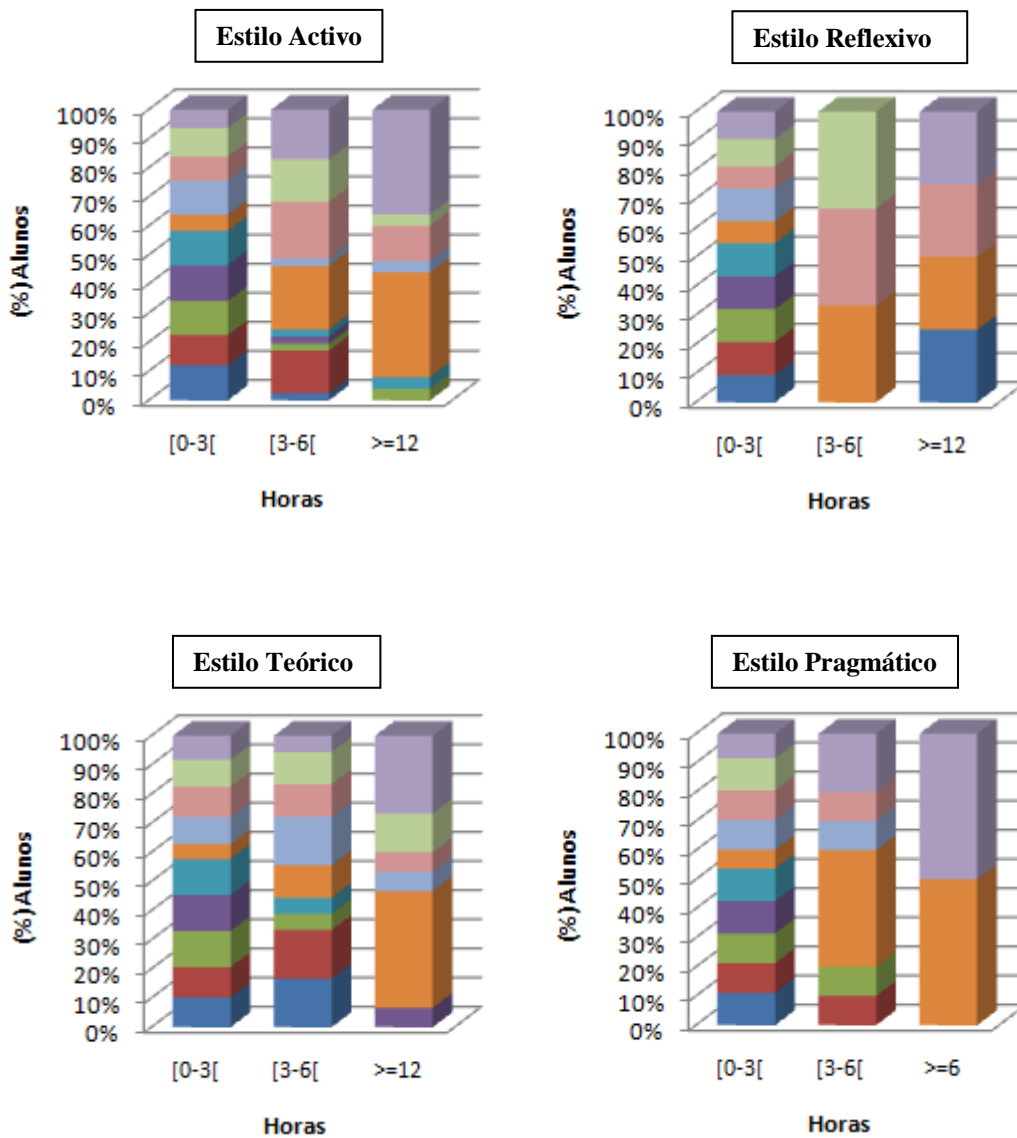 Estilo Activo
100%
90%
80%
70%
60%
50%
40%
30%
20%
10%
0%
(%)Alunos
[0-3[ [3-6[ >=12
Horas
Estilo Reflexivo
100%
90%
80%
70%
60%
50%
40%
30%
20%
10%
0%
(%)Alunos
[0-3[ [3-6[ >=12
Horas
Estilo Teórico
100%
90%
80%
70%
60%
50%
40%
30%
20%
10%
0%
(%)Alunos
[0-3[ [3-6[ >=12
Horas
Estilo Pragmático
100%
90%
80%
70%
60%
50%
40%
30%
20%
10%
0%
(%)Alunos
[0-3[ [3-6[ >=6
Horas